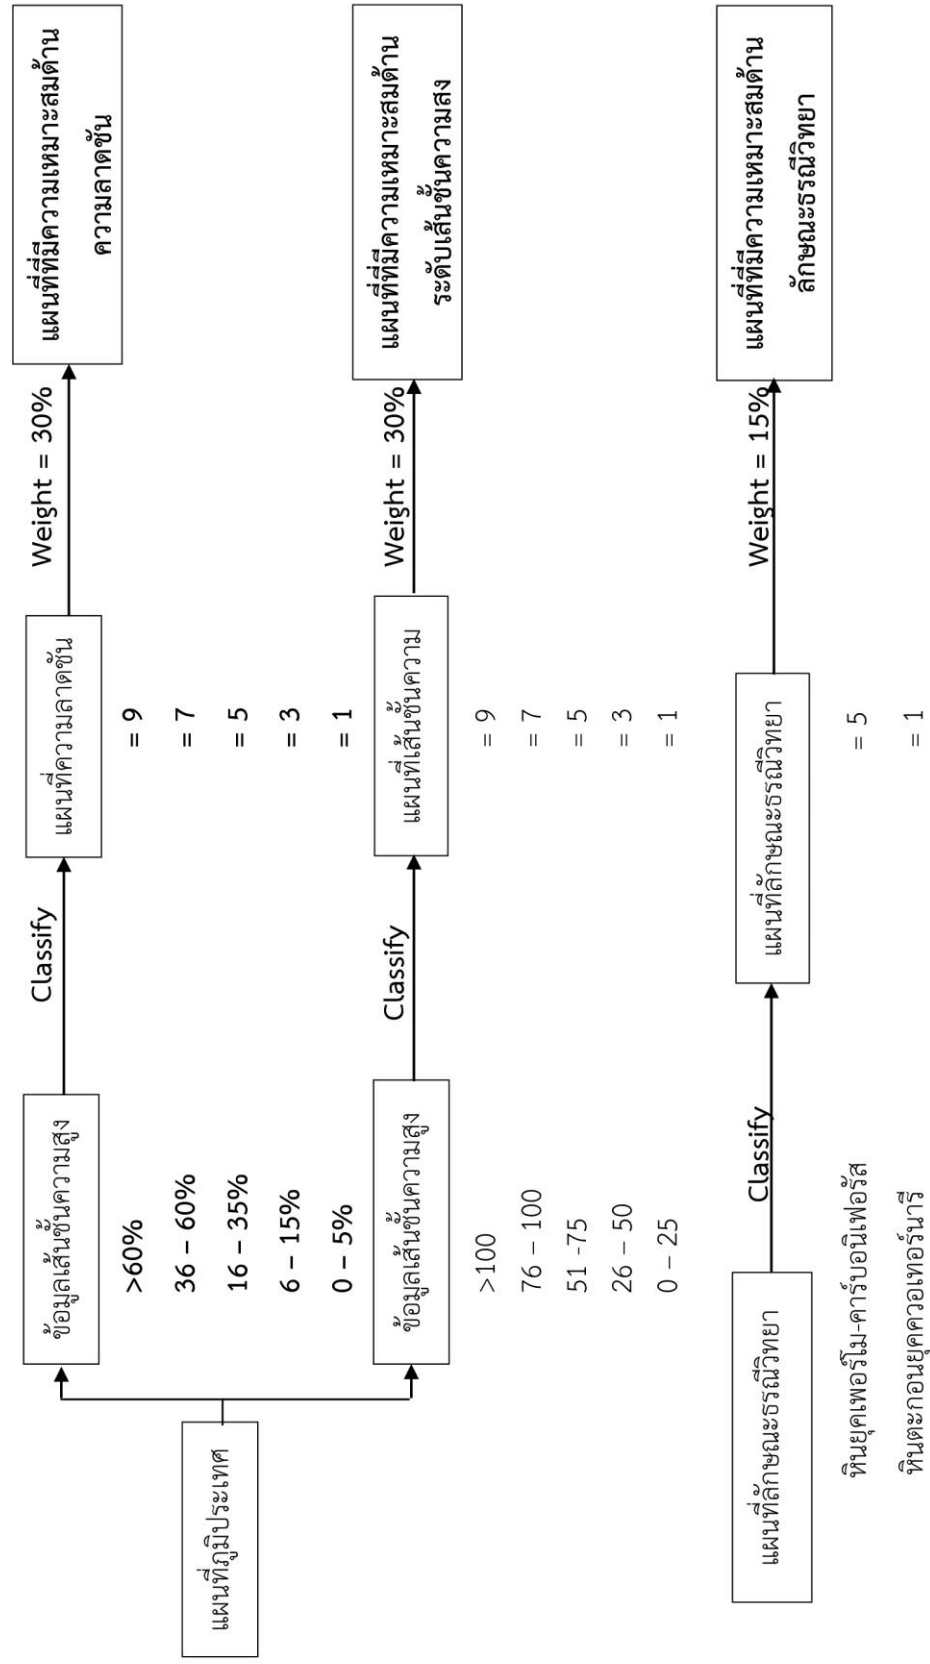 แผนที่ภูมิประเทศ
ข้อมูลเส้นชั้นความสูง
Classify
แผนที่ความลาดชัน
Weight = 30%
แผนที่ที่มีความเหมาะสมด้าน
ความลาดชัน
>60% = 9
36 – 60% = 7
16 – 35% = 5
6 – 15% = 3
0 – 5% = 1
ข้อมูลเส้นชั้นความสูง
Classify
แผนที่เส้นชั้นความ
Weight = 30%
แผนที่ที่มีความเหมาะสมด้าน
ระดับเส้นชั้นความสง
>100 = 9
76 – 100 = 7
51 -75 = 5
26 – 50 = 3
0 – 25 = 1
แผนที่ลักษณะธรณีวิทยา
Classify
แผนที่ลักษณะธรณีวิทยา
Weight = 15%
แผนที่ที่มีความเหมาะสมด้าน
ลักษณะธรณีวิทยา
หินยุคเพอร์โม-คาร์บอนิเฟอรัส = 5
หินตะกอนยุคควอเทอร์นารี = 1